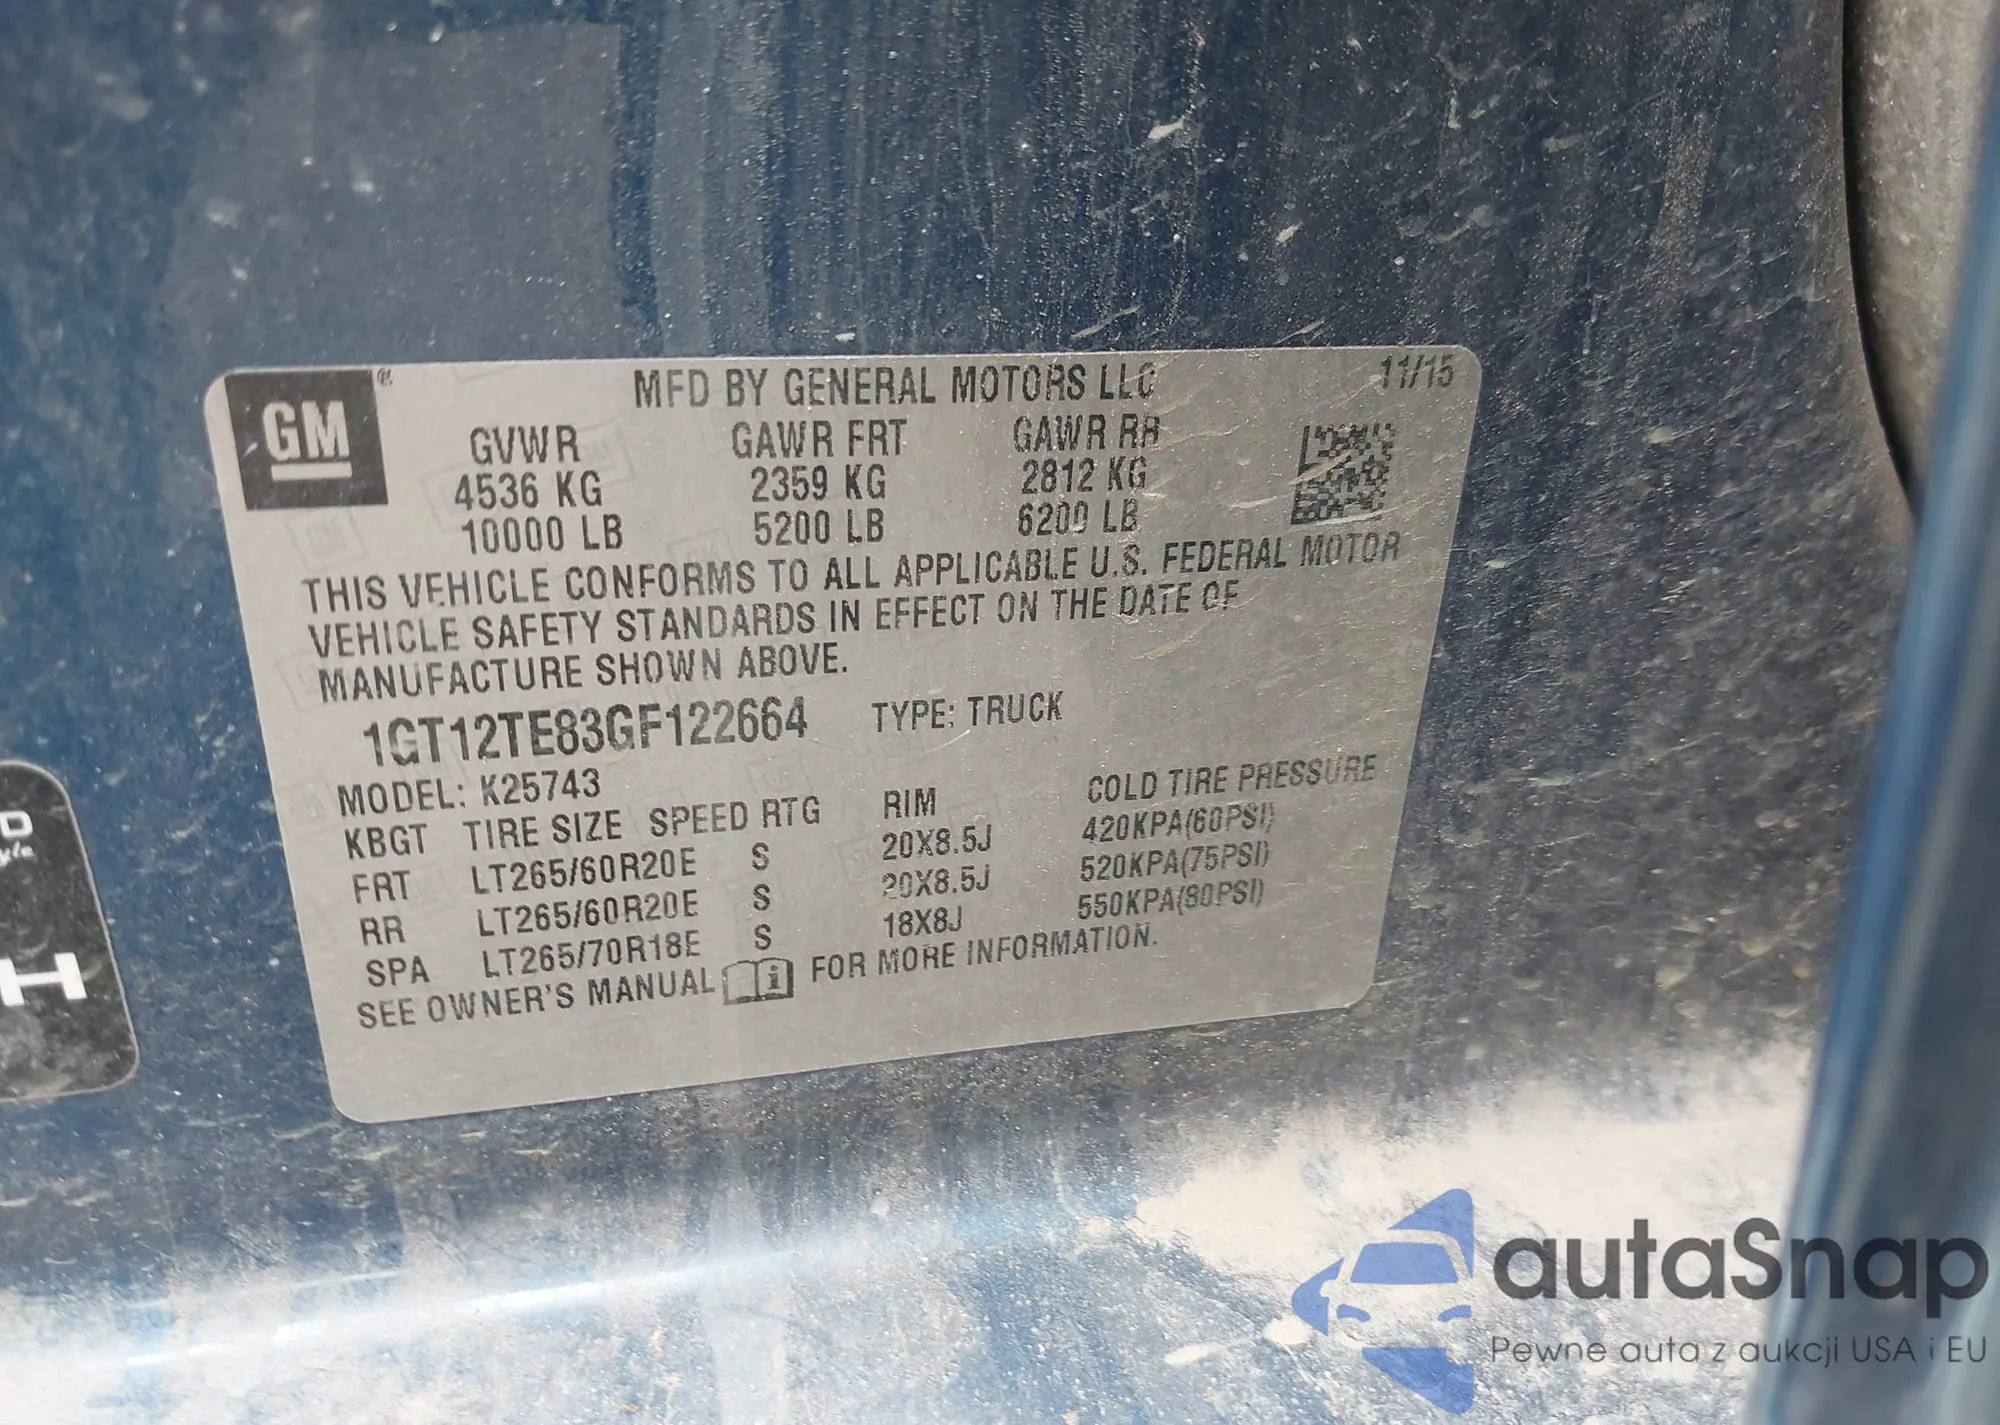 GM ®
MFD BY GENERAL MOTORS LLC 11/15
GVWR GAWR FRT GAWR RR
4536 KG 2359 KG 2812 KG
10000 LB 5200 LB 6200 LB
THIS VEHICLE CONFORMS TO ALL APPLICABLE U.S. FEDERAL MOTOR
VEHICLE SAFETY STANDARDS IN EFFECT ON THE DATE OF
MANUFACTURE SHOWN ABOVE.
1GT12TE83GF122664 TYPE: TRUCK
MODEL: K25743
KBGT TIRE SIZE SPEED RTG RIM COLD TIRE PRESSURE
FRT LT265/60R20E S 20X8.5J 420KPA(60PSI)
RR LT265/60R20E S 20X8.5J 520KPA(75PSI)
SPA LT265/70R18E S 18X8J 550KPA(80PSI)
SEE OWNER'S MANUAL FOR MORE INFORMATION.
D
H
autaSnap
Pewne auta z aukcji USA i EU